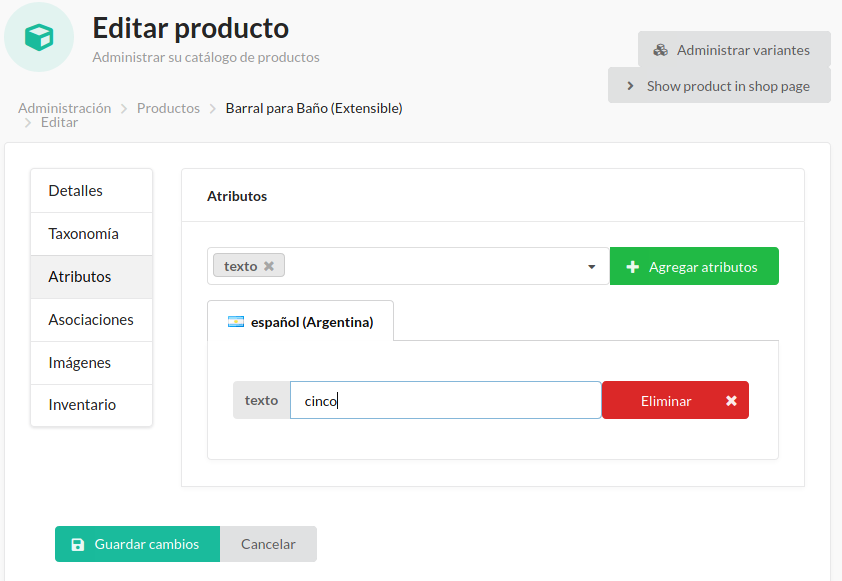 Editar producto
Administrar su catálogo de productos
Administrar variantes
Show product in shop page
Administración Productos Barral para Baño (Extensible)
Editar
Detalles
Taxonomía
Atributos
Asociaciones
Imágenes
Inventario
Atributos
texto
Agregar atributos
español (Argentina)
texto cinco Eliminar
Guardar cambios Cancelar